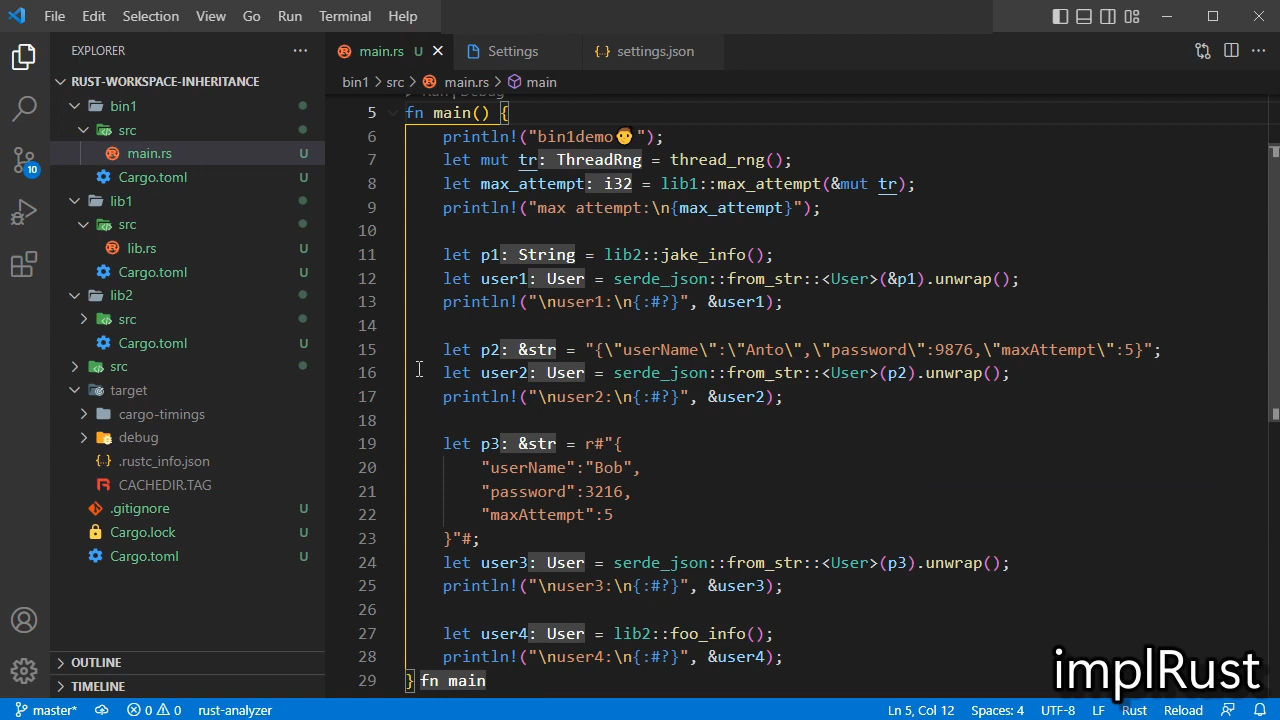 File Edit Selection View Go Run Terminal Help
EXPLORER
main.rs U
Settings
settings.json
bin1 > src > main.rs > main
RUST-WORKSPACE-INHERITANCE
bin1
src
main.rs U
Cargo.toml U
lib1
src
lib.rs U
Cargo.toml U
lib2
src
Cargo.toml U
src
target
cargo-timings
debug
.rustc_info.json
CACHEDIR.TAG
.gitignore U
Cargo.lock U
Cargo.toml U
OUTLINE
TIMELINE
10
5 fn main() {
6 println!("bin1demo👨");
7 let mut tr: ThreadRng = thread_rng();
8 let max_attempt: i32 = lib1::max_attempt(&mut tr);
9 println!("max attempt:\n{max_attempt}");
10
11 let p1: String = lib2::jake_info();
12 let user1: User = serde_json::from_str::<User>(&p1).unwrap();
13 println!("\nuser1:\n{:#?}", &user1);
14
15 let p2: &str = "{\"userName\":\"Anto\",\"password\":9876,\"maxAttempt\":5}";
16 let user2: User = serde_json::from_str::<User>(p2).unwrap();
17 println!("\nuser2:\n{:#?}", &user2);
18
19 let p3: &str = r#"{
20 "userName":"Bob",
21 "password":3216,
22 "maxAttempt":5
23 }"#;
24 let user3: User = serde_json::from_str::<User>(p3).unwrap();
25 println!("\nuser3:\n{:#?}", &user3);
26
27 let user4: User = lib2::foo_info();
28 println!("\nuser4:\n{:#?}", &user4);
29 } fn main
implRust
master* 0 0 rust-analyzer Ln 5, Col 12 Spaces: 4 UTF-8 LF Rust Reload